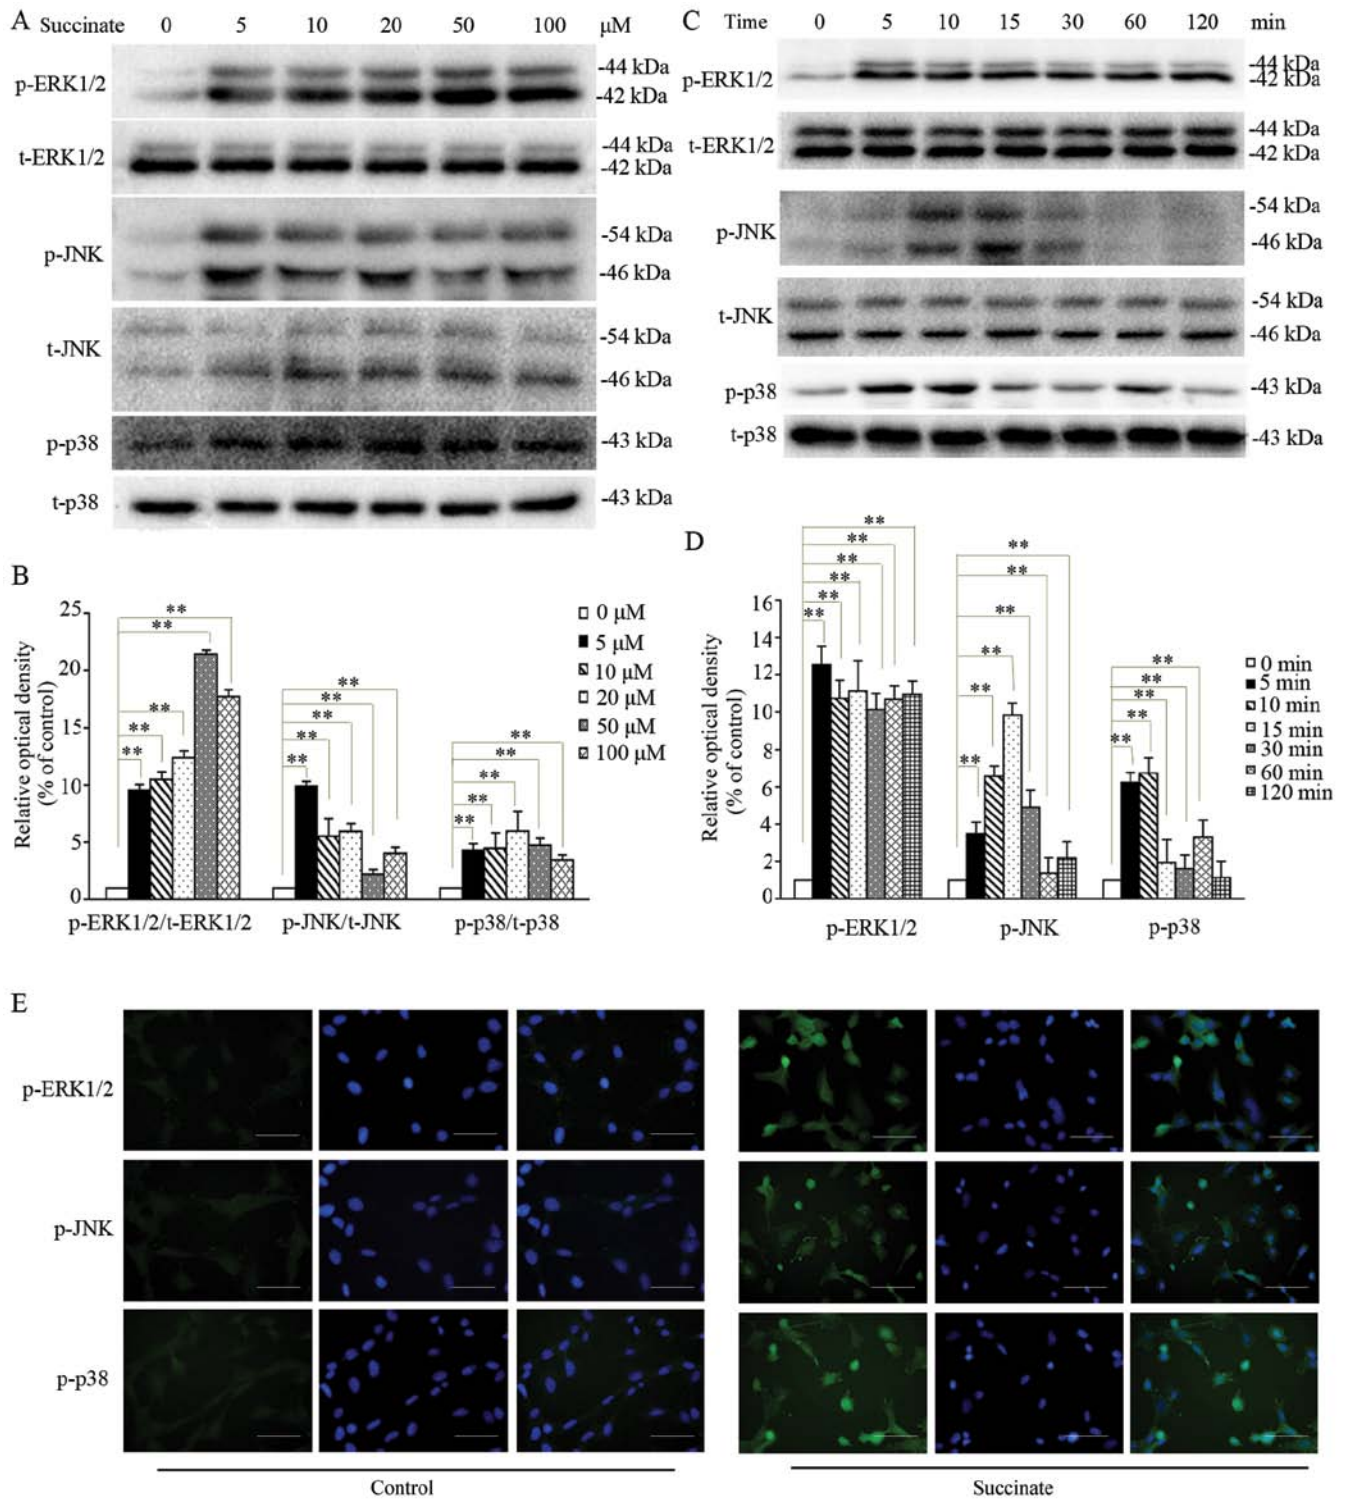 A Succinate 0 5 10 20 50 100 μM
p-ERK1/2 -44 kDa
-42 kDa
t-ERK1/2 -44 kDa
-42 kDa
p-JNK -54 kDa
-46 kDa
t-JNK -54 kDa
-46 kDa
p-p38 -43 kDa
t-p38 -43 kDa
C Time 0 5 10 15 30 60 120 min
p-ERK1/2 -44 kDa
-42 kDa
t-ERK1/2 -44 kDa
-42 kDa
p-JNK -54 kDa
-46 kDa
t-JNK -54 kDa
-46 kDa
p-p38 -43 kDa
t-p38 -43 kDa
B
Relative optical density
(% of control)
25
20
15
10
5
0
** ** ** ** **
** ** ** ** **
** ** ** ** **
p-ERK1/2/t-ERK1/2 p-JNK/t-JNK p-p38/t-p38
0 μM
5 μM
10 μM
20 μM
50 μM
100 μM
D
Relative optical density
(% of control)
16
14
12
10
8
6
4
2
0
** ** ** ** ** **
** ** ** ** ** **
** ** ** ** **
p-ERK1/2 p-JNK p-p38
0 min
5 min
10 min
15 min
30 min
60 min
120 min
E
p-ERK1/2
p-JNK
p-p38
Control Succinate